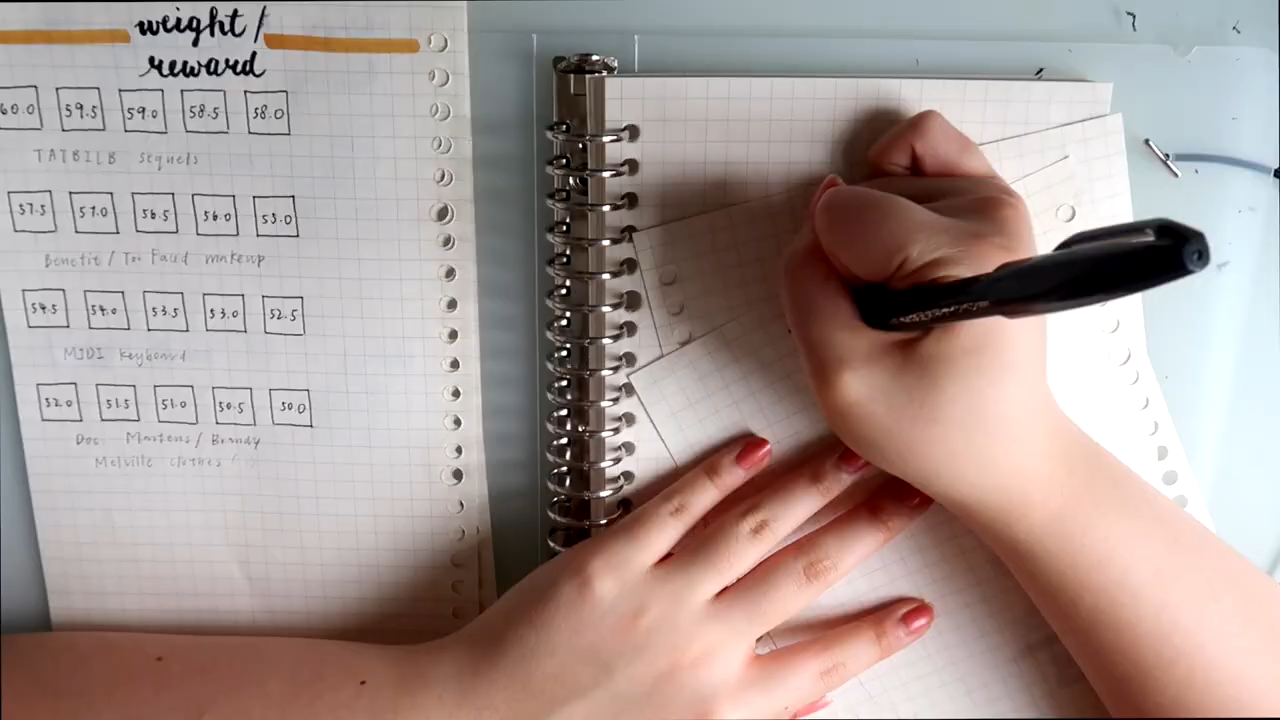 weight /
reward
60.0 59.5 59.0 58.5 58.0
TATBILB sequels
57.5 57.0 56.5 56.0 55.0
Benefit / Too Faced makeup
54.5 54.0 53.5 53.0 52.5
MIDI keyboard
52.0 51.5 51.0 50.5 50.0
Doc Martens / Brandy
Melville clothes